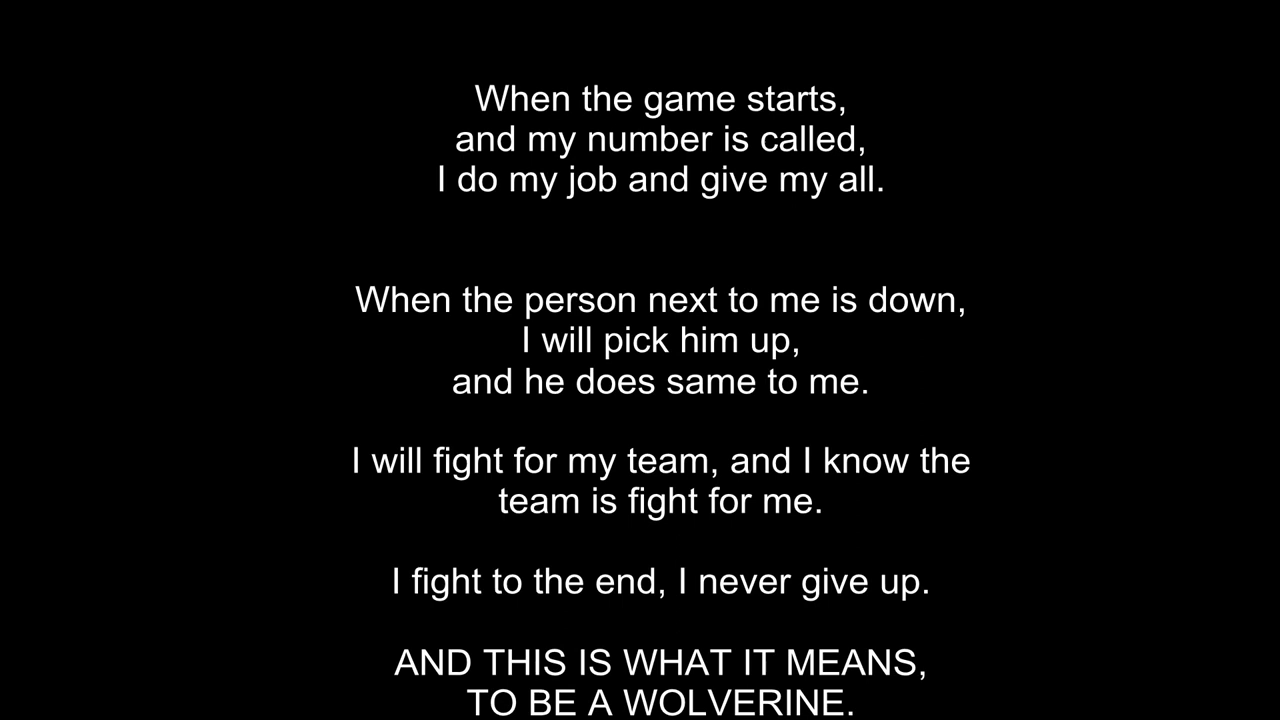 When the game starts,
and my number is called,
I do my job and give my all.
When the person next to me is down,
I will pick him up,
and he does same to me.
I will fight for my team, and I know the
team is fight for me.
I fight to the end, I never give up.
AND THIS IS WHAT IT MEANS,
TO BE A WOLVERINE.